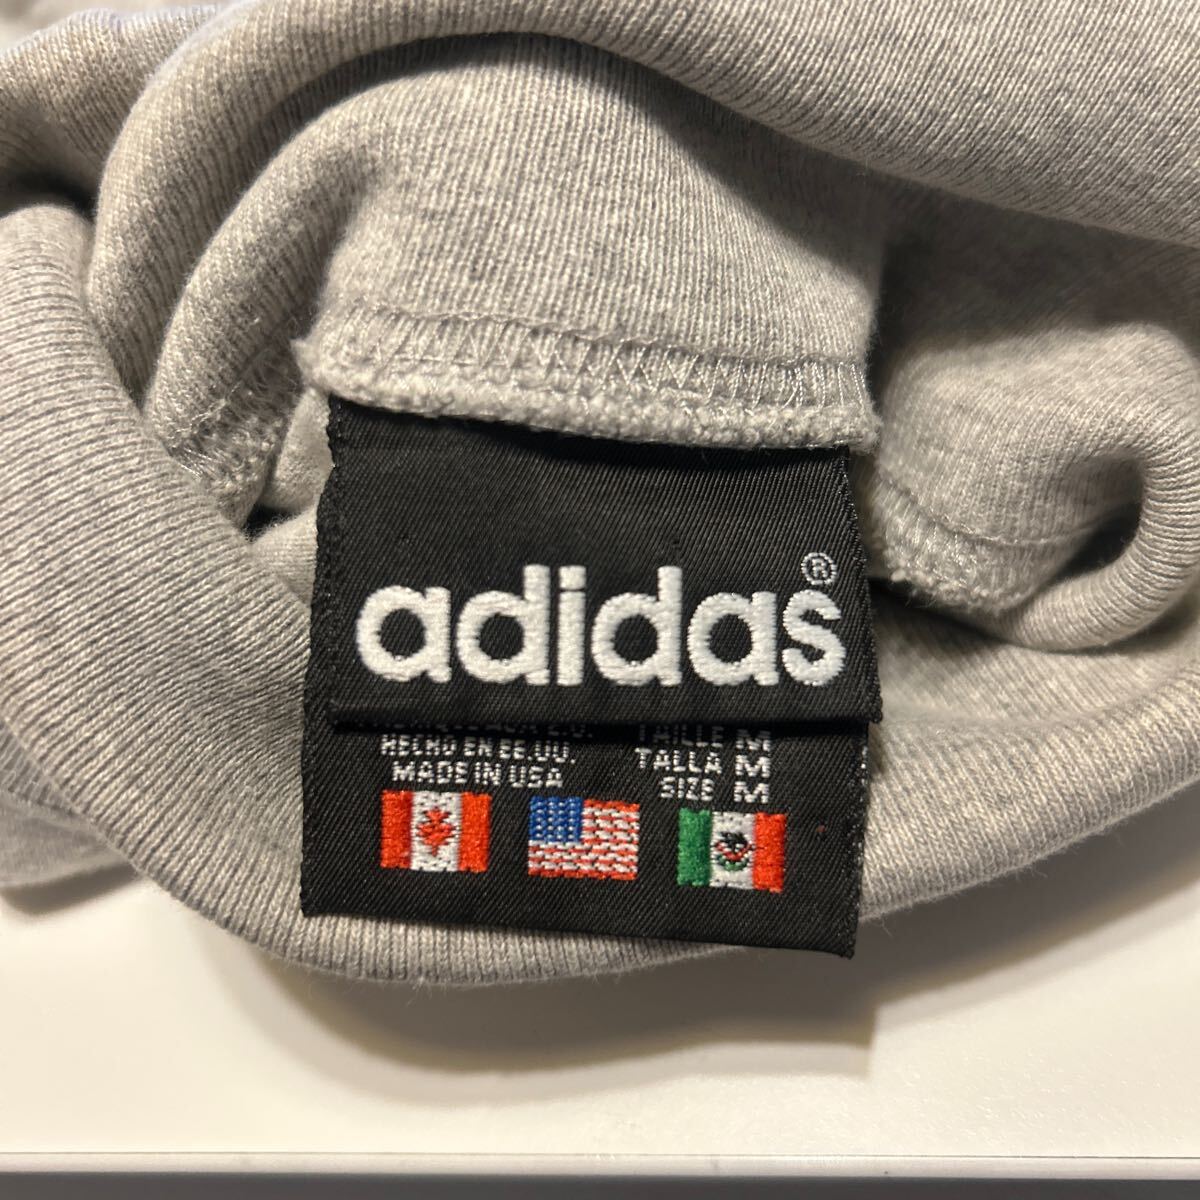 adidas®
TAILLE M
HECHO EN EE.UU.
TALLA M
MADE IN USA
SIZE M